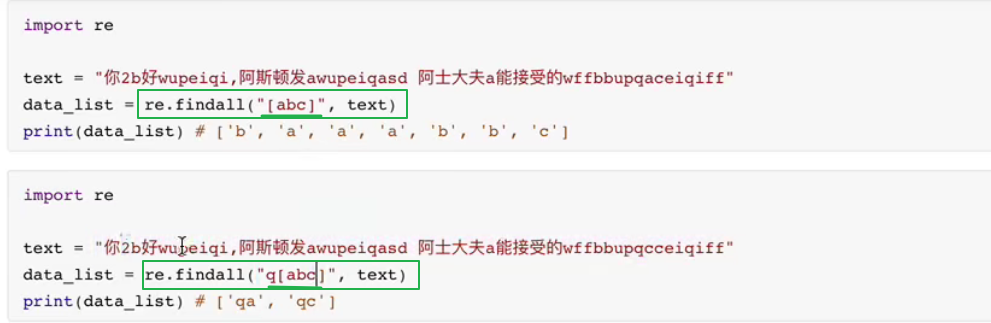 import re
text = "你2b好wupeiqi,阿斯顿发awupeiqasd 阿士大夫a能接受的wffbbupqaceiqiff"
data_list = re.findall("[abc]", text)
print(data_list) # ['b', 'a', 'a', 'a', 'b', 'b', 'c']
import re
text = "你2b好wupeiqi,阿斯顿发awupeiqasd 阿士大夫a能接受的wffbbupqcceiqiff"
data_list = re.findall("q[abc]", text)
print(data_list) # ['qa', 'qc']